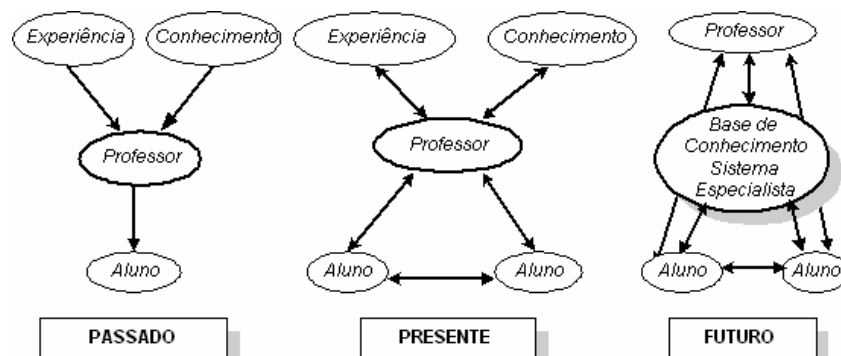 Experiência
Conhecimento
Professor
Aluno
PASSADO
Experiência
Conhecimento
Professor
Aluno
Aluno
PRESENTE
Professor
Base de
Conhecimento
Sistema
Especialista
Aluno
Aluno
FUTURO